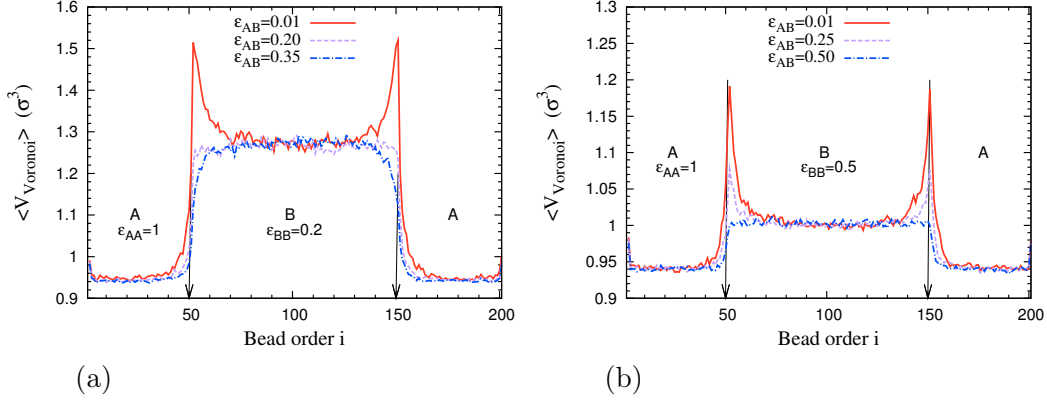 <V_Voronoi> (σ^3)
1.6
1.5
1.4
1.3
1.2
1.1
1
0.9
ε_AB=0.01
ε_AB=0.20
ε_AB=0.35
A
ε_AA=1
B
ε_BB=0.2
A
1 50 100 150 200
Bead order i
(a)
<V_Voronoi> (σ^3)
1.3
1.25
1.2
1.15
1.1
1.05
1
0.95
0.9
ε_AB=0.01
ε_AB=0.25
ε_AB=0.50
A
ε_AA=1
B
ε_BB=0.5
A
1 50 100 150 200
Bead order i
(b)